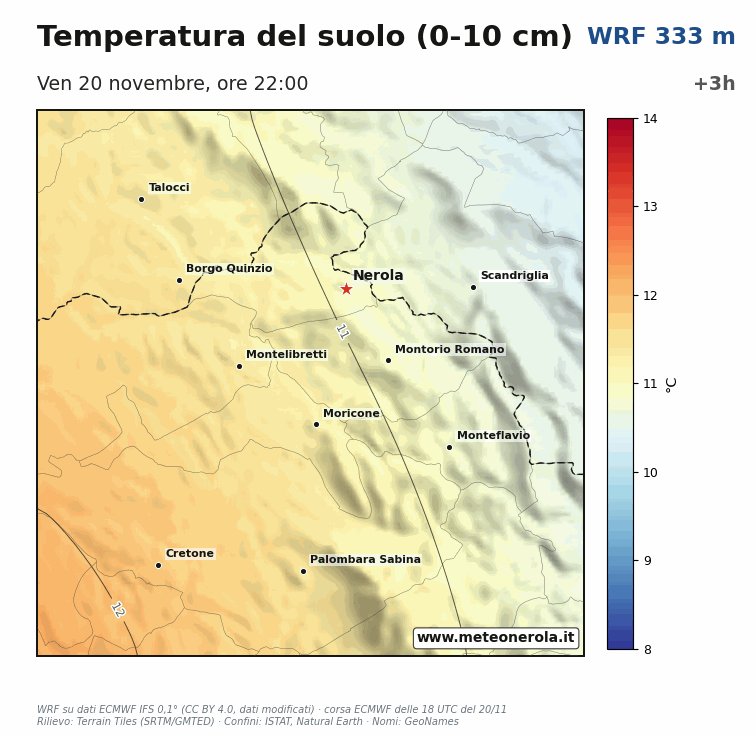 Temperatura del suolo (0-10 cm) WRF 333 m
Ven 20 novembre, ore 22:00 +3h
Talocci
Borgo Quinzio
Nerola
Scandriglia
11
Montelibretti
Montorio Romano
Moricone
Monteflavio
Cretone
Palombara Sabina
12
www.meteonerola.it
14
13
12
11
10
9
8
°C
WRF su dati ECMWF IFS 0,1° (CC BY 4.0, dati modificati) · corsa ECMWF delle 18 UTC del 20/11
Rilievo: Terrain Tiles (SRTM/GMTED) · Confini: ISTAT, Natural Earth · Nomi: GeoNames